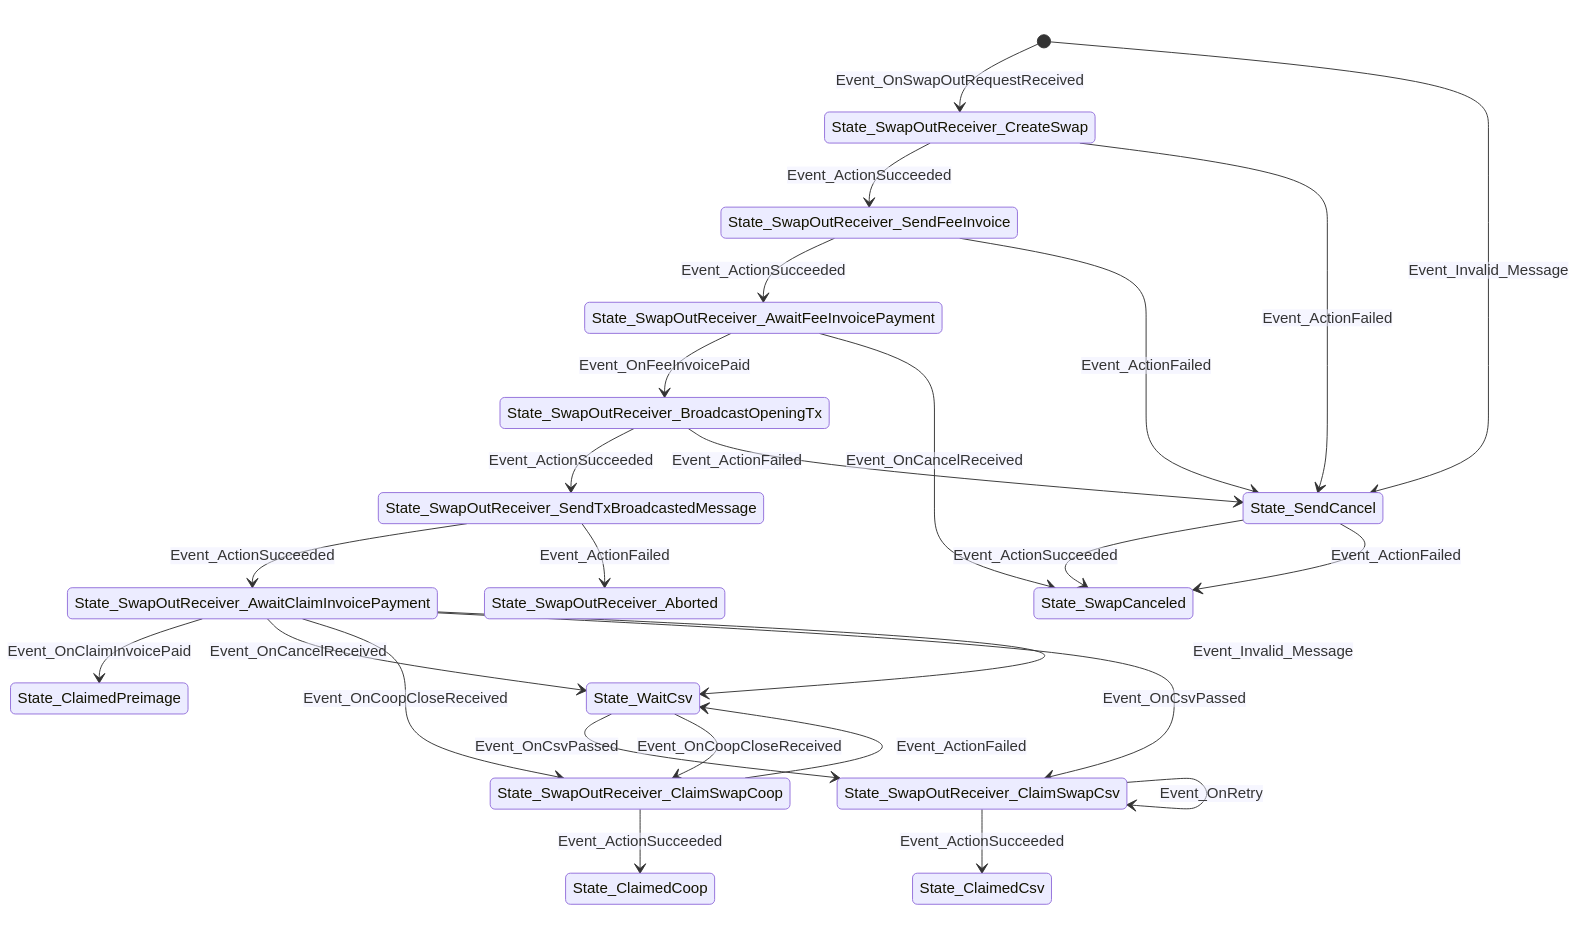 Event_OnSwapOutRequestReceived
State_SwapOutReceiver_CreateSwap
Event_ActionSucceeded
State_SwapOutReceiver_SendFeeInvoice
Event_ActionSucceeded
Event_Invalid_Message
State_SwapOutReceiver_AwaitFeeInvoicePayment
Event_ActionFailed
Event_OnFeeInvoicePaid
Event_ActionFailed
State_SwapOutReceiver_BroadcastOpeningTx
Event_ActionSucceeded
Event_ActionFailed
Event_OnCancelReceived
State_SwapOutReceiver_SendTxBroadcastedMessage
State_SendCancel
Event_ActionSucceeded
Event_ActionFailed
Event_ActionSucceeded
Event_ActionFailed
State_SwapOutReceiver_AwaitClaimInvoicePayment
State_SwapOutReceiver_Aborted
State_SwapCanceled
Event_OnClaimInvoicePaid
Event_OnCancelReceived
Event_Invalid_Message
State_ClaimedPreimage
Event_OnCoopCloseReceived
State_WaitCsv
Event_OnCsvPassed
Event_OnCsvPassed
Event_OnCoopCloseReceived
Event_ActionFailed
State_SwapOutReceiver_ClaimSwapCoop
State_SwapOutReceiver_ClaimSwapCsv
Event_OnRetry
Event_ActionSucceeded
Event_ActionSucceeded
State_ClaimedCoop
State_ClaimedCsv